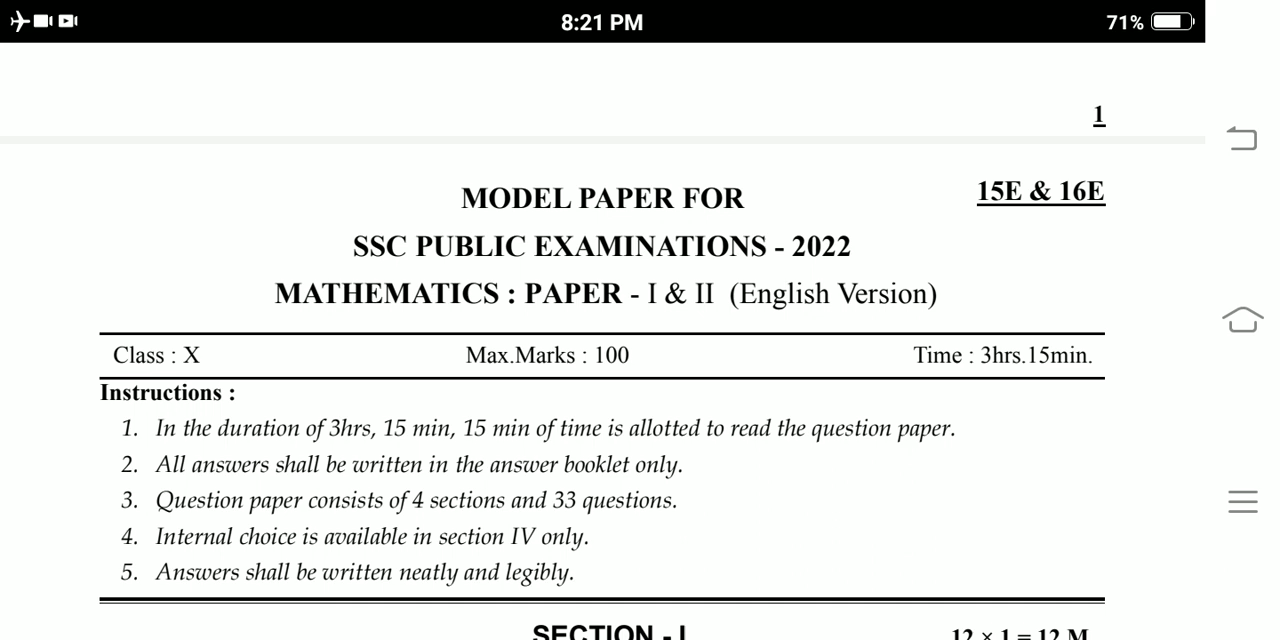 8:21 PM 71%
1
15E & 16E
MODEL PAPER FOR
SSC PUBLIC EXAMINATIONS - 2022
MATHEMATICS : PAPER - I & II (English Version)
Class : X Max.Marks : 100 Time : 3hrs.15min.
Instructions :
1. In the duration of 3hrs, 15 min, 15 min of time is allotted to read the question paper.
2. All answers shall be written in the answer booklet only.
3. Question paper consists of 4 sections and 33 questions.
4. Internal choice is available in section IV only.
5. Answers shall be written neatly and legibly.
SECTION - I 12 × 1 = 12 M